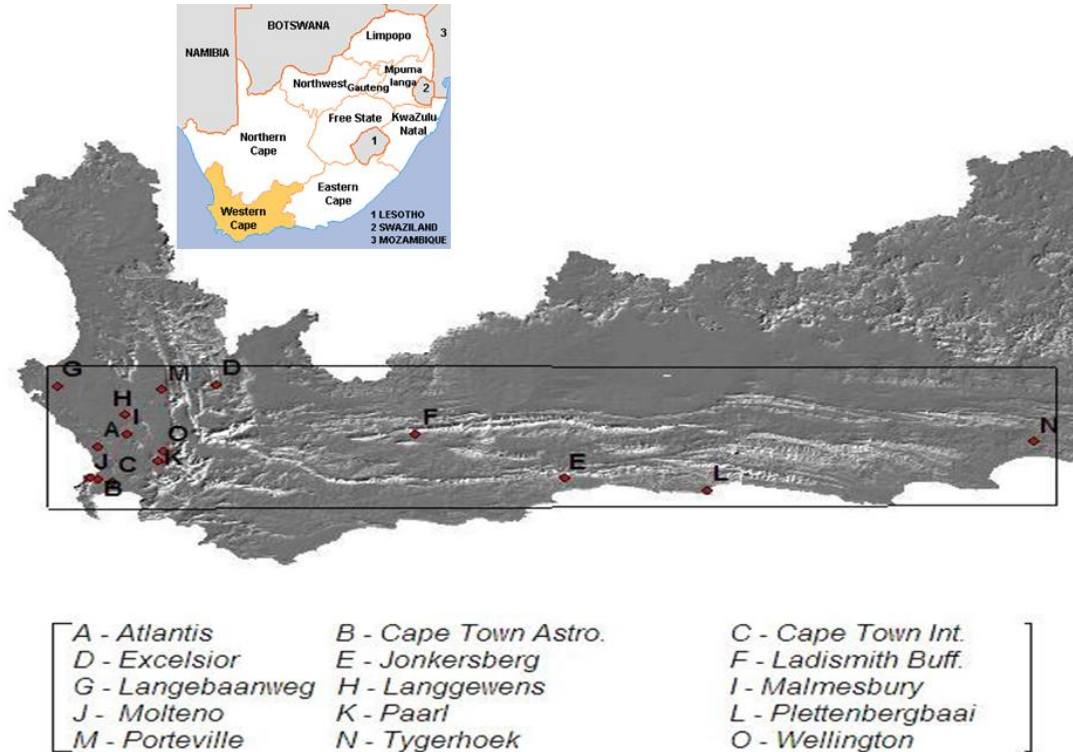 BOTSWANA
3
Limpopo
NAMIBIA
Mpuma
langa
Northwest
Gauteng
2
Free State
KwaZulu
Natal
Northern
Cape
1
Eastern
Cape
Western
Cape
1 LESOTHO
2 SWAZILAND
3 MOZAMBIQUE
G
M
D
H
I
A
F
O
N
J
C
K
E
L
B
A - Atlantis B - Cape Town Astro. C - Cape Town Int.
D - Excelsior E - Jonkersberg F - Ladismith Buff.
G - Langebaanweg H - Langgewens I - Malmesbury
J - Molteno K - Paarl L - Plettenbergbaai
M - Porteville N - Tygerhoek O - Wellington